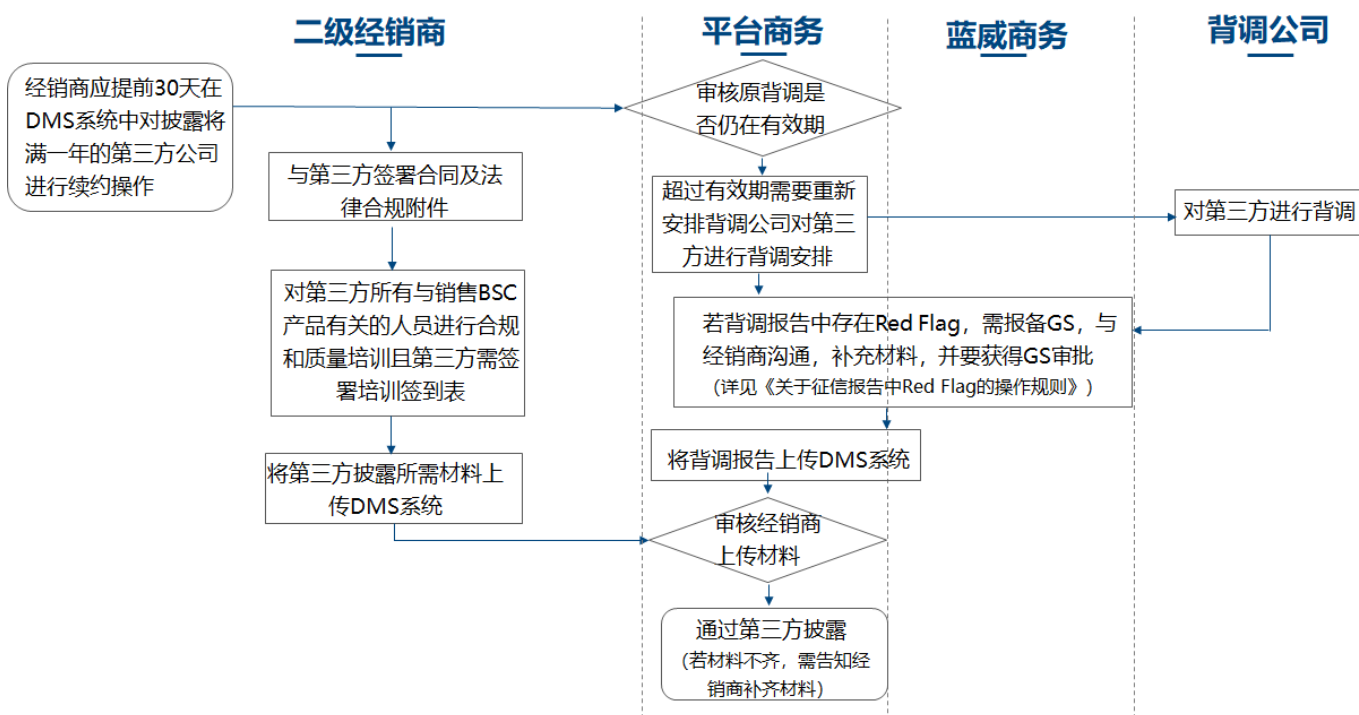 二级经销商
平台商务
蓝威商务
背调公司
经销商应提前30天在
DMS系统中对披露将
满一年的第三方公司
进行续约操作
审核原背调是
否仍在有效期
与第三方签署合同及法
律合规附件
超过有效期需要重新
安排背调公司对第三
方进行背调安排
对第三方进行背调
对第三方所有与销售BSC
产品有关的人员进行合规
和质量培训且第三方需签
署培训签到表
若背调报告中存在Red Flag，需报备GS，与
经销商沟通，补充材料，并要获得GS审批
（详见《关于征信报告中Red Flag的操作规则》）
将第三方披露所需材料上
传DMS系统
将背调报告上传DMS系统
审核经销商
上传材料
通过第三方披露
（若材料不齐，需告知经
销商补齐材料）